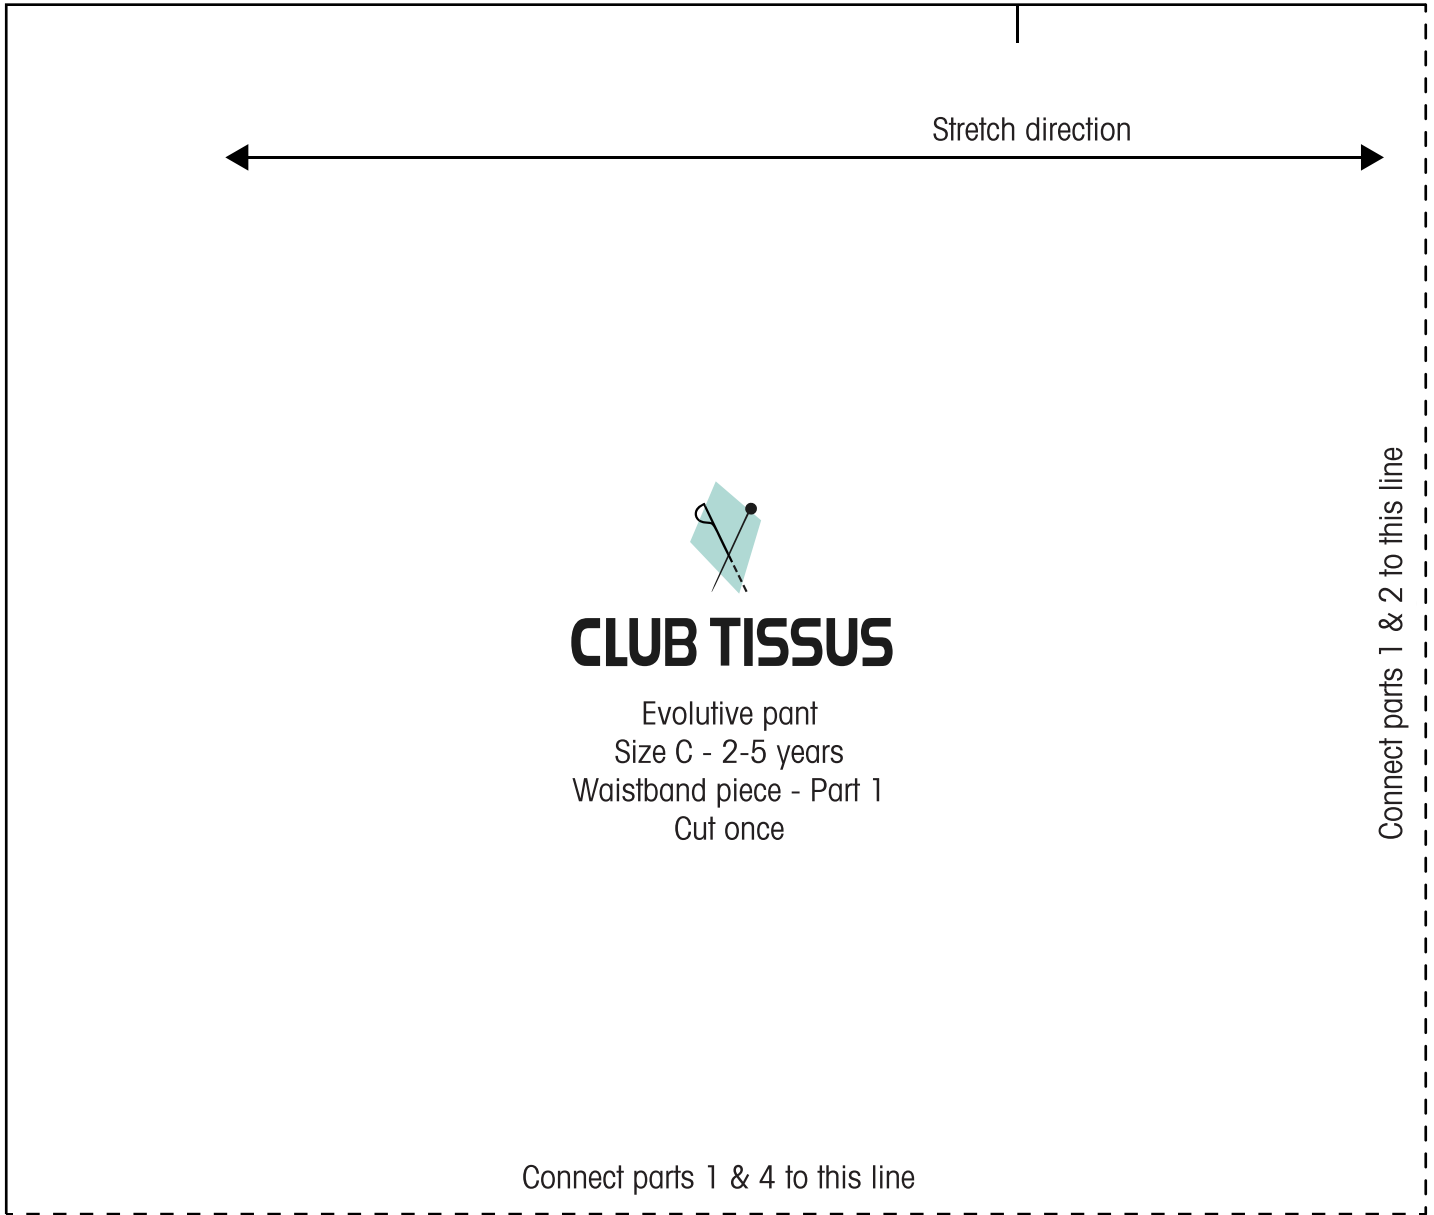 Stretch direction
Connect parts 1 & 2 to this line
CLUB TISSUS
Evolutive pant
Size C - 2-5 years
Waistband piece - Part 1
Cut once
Connect parts 1 & 4 to this line